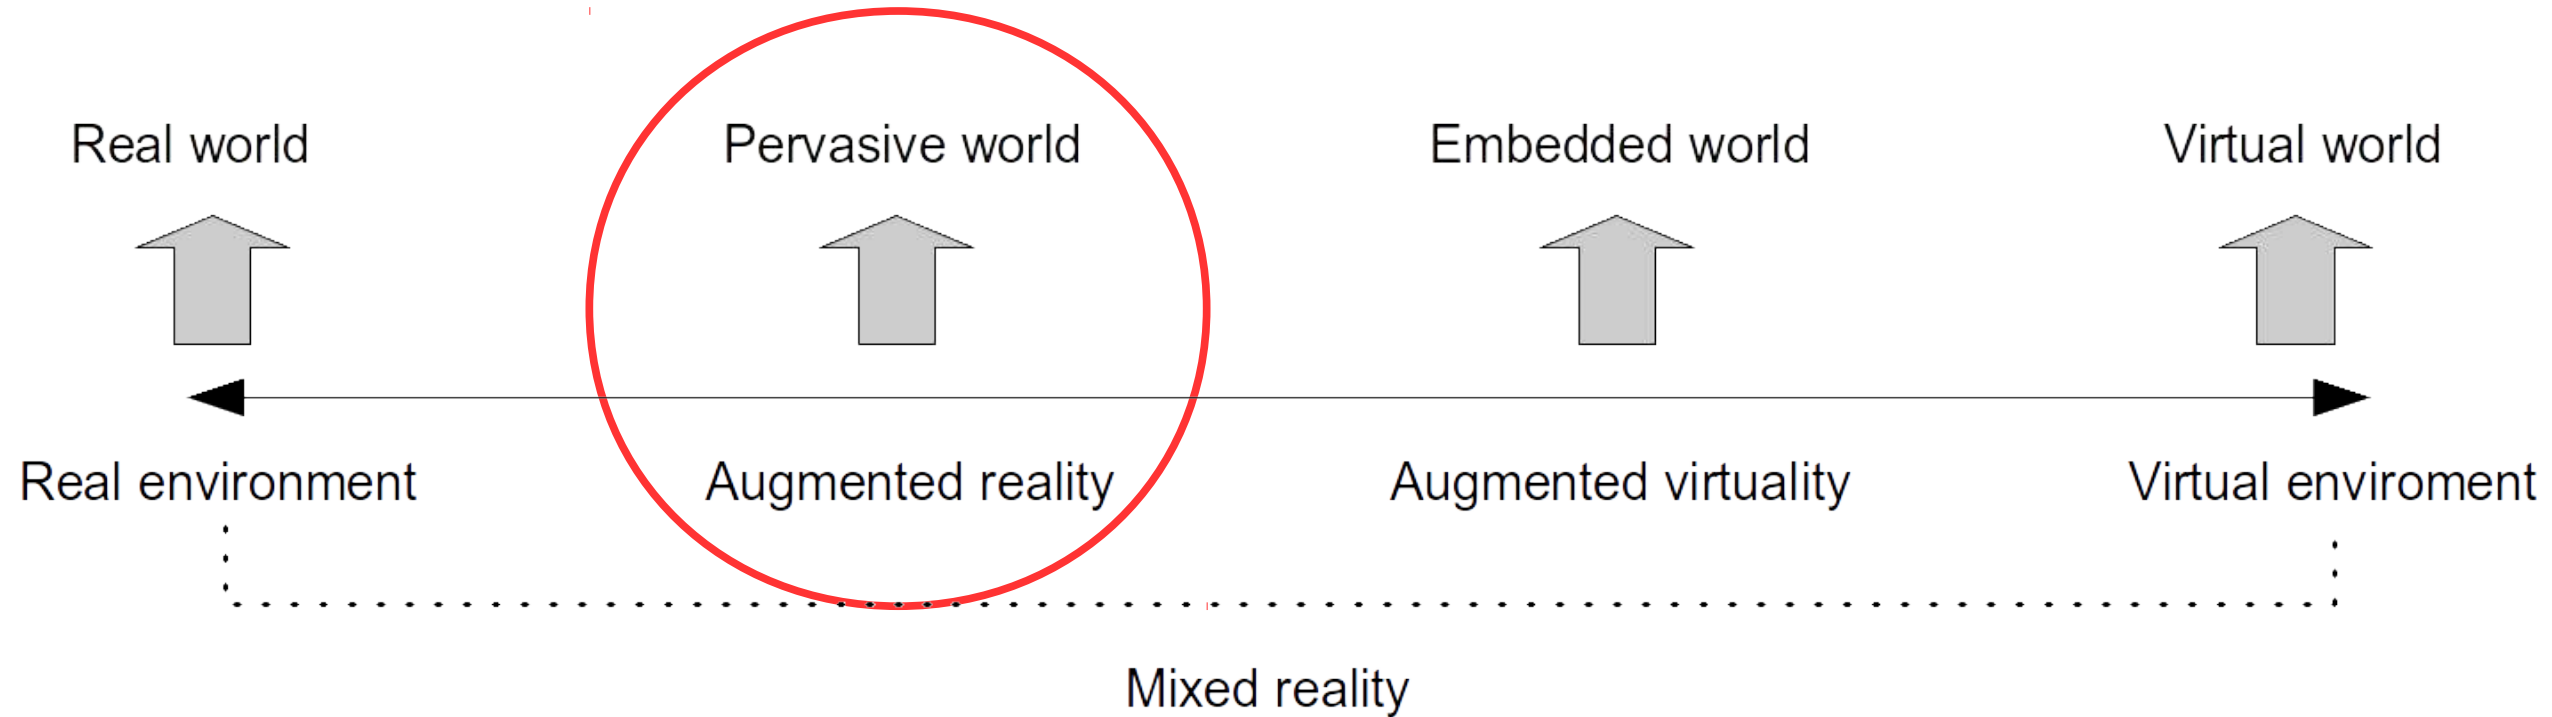 Real world Pervasive world Embedded world Virtual world
Real environment Augmented reality Augmented virtuality Virtual enviroment
Mixed reality